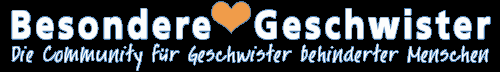 Besondere Geschwister
Die Community für Geschwister behinderter Menschen